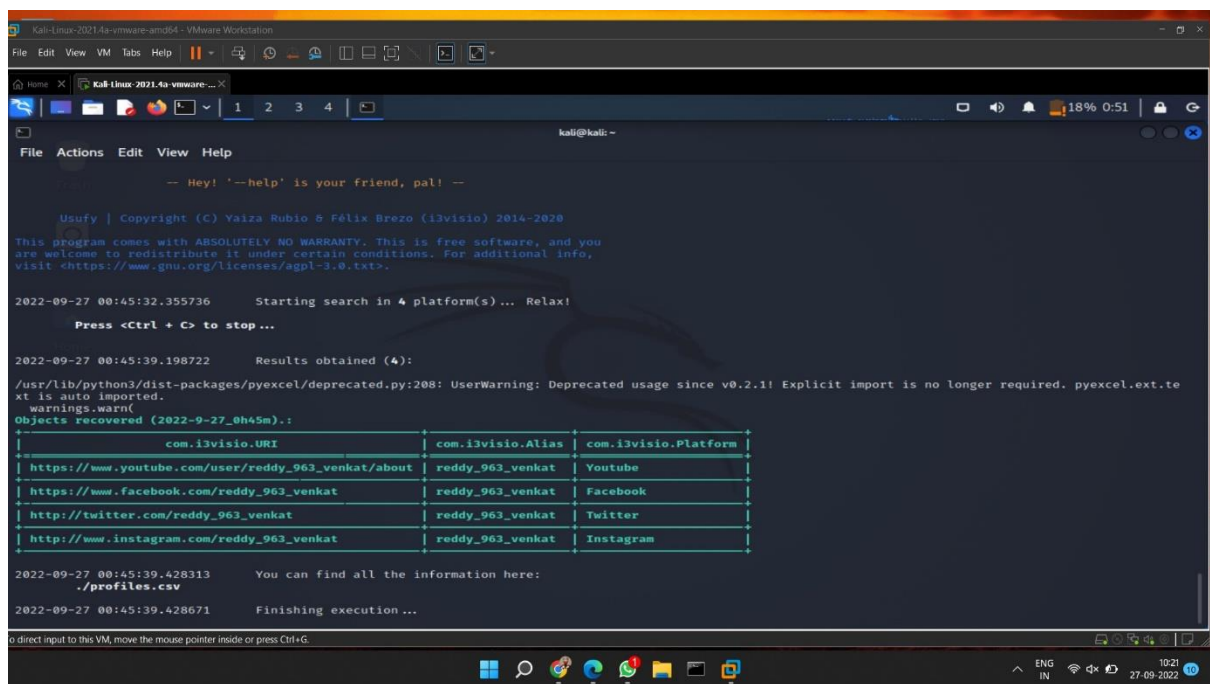 Kali-Linux-2021.4a-vmware-amd64 - VMware Workstation
File Edit View VM Tabs Help
Home Kali-Linux-2021.4a-vmware-...
1 2 3 4 18% 0:51
kali@kali: ~
File Actions Edit View Help
-- Hey! '--help' is your friend, pal! --
Usufy | Copyright (C) Yaiza Rubio & Félix Brezo (i3visio) 2014-2020
This program comes with ABSOLUTELY NO WARRANTY. This is free software, and you
are welcome to redistribute it under certain conditions. For additional info,
visit <https://www.gnu.org/licenses/agpl-3.0.txt>.
2022-09-27 00:45:32.355736 Starting search in 4 platform(s)... Relax!
Press <Ctrl + C> to stop...
2022-09-27 00:45:39.198722 Results obtained (4):
/usr/lib/python3/dist-packages/pyexcel/deprecated.py:208: UserWarning: Deprecated usage since v0.2.1! Explicit import is no longer required. pyexcel.ext.te
xt is auto imported.
warnings.warn(
Objects recovered (2022-9-27_0h45m).:
com.i3visio.URI | com.i3visio.Alias | com.i3visio.Platform
https://www.youtube.com/user/reddy_963_venkat/about | reddy_963_venkat | Youtube
https://www.facebook.com/reddy_963_venkat | reddy_963_venkat | Facebook
http://twitter.com/reddy_963_venkat | reddy_963_venkat | Twitter
http://www.instagram.com/reddy_963_venkat | reddy_963_venkat | Instagram
2022-09-27 00:45:39.428313 You can find all the information here:
./profiles.csv
2022-09-27 00:45:39.428671 Finishing execution...
o direct input to this VM, move the mouse pointer inside or press Ctrl+G.
ENG
IN
10:21
27-09-2022
10